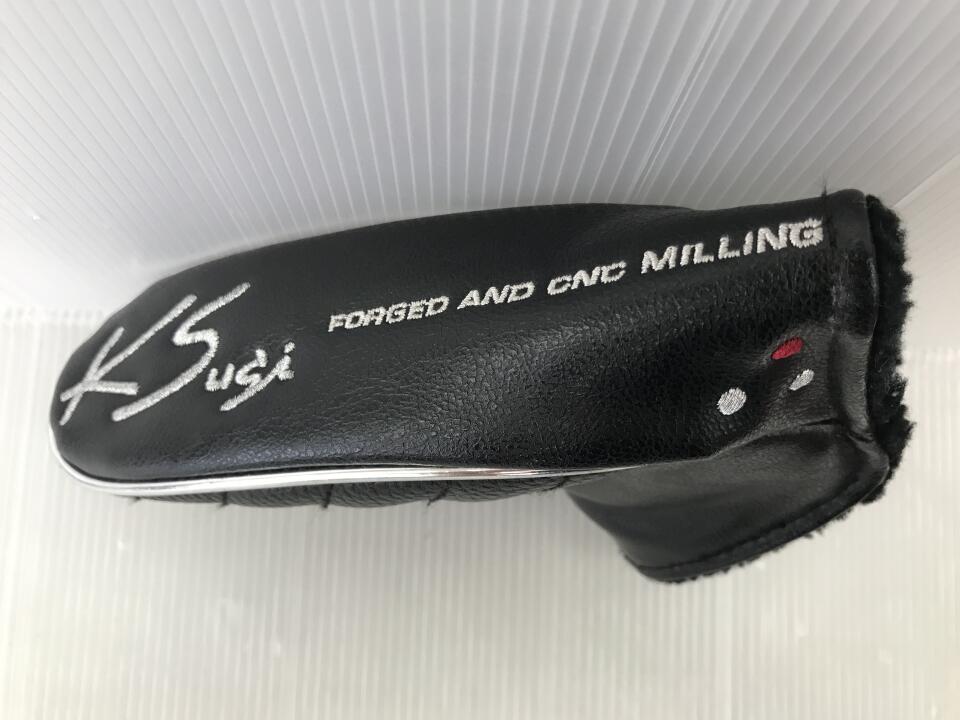 K Sugi
FORGED AND CNC MILLING